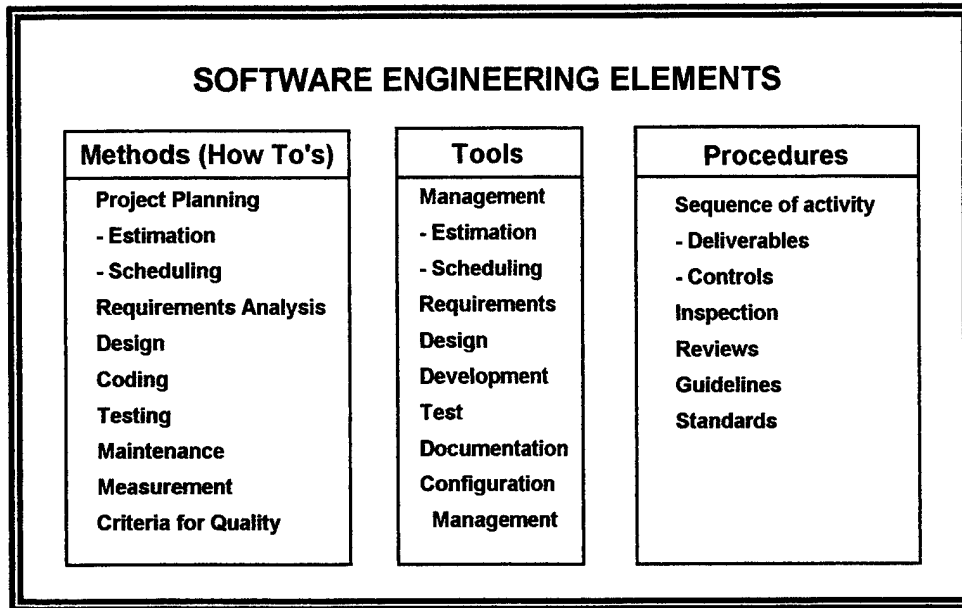 SOFTWARE ENGINEERING ELEMENTS
Methods (How To's)
Project Planning
- Estimation
- Scheduling
Requirements Analysis
Design
Coding
Testing
Maintenance
Measurement
Criteria for Quality
Tools
Management
- Estimation
- Scheduling
Requirements
Design
Development
Test
Documentation
Configuration
Management
Procedures
Sequence of activity
- Deliverables
- Controls
Inspection
Reviews
Guidelines
Standards